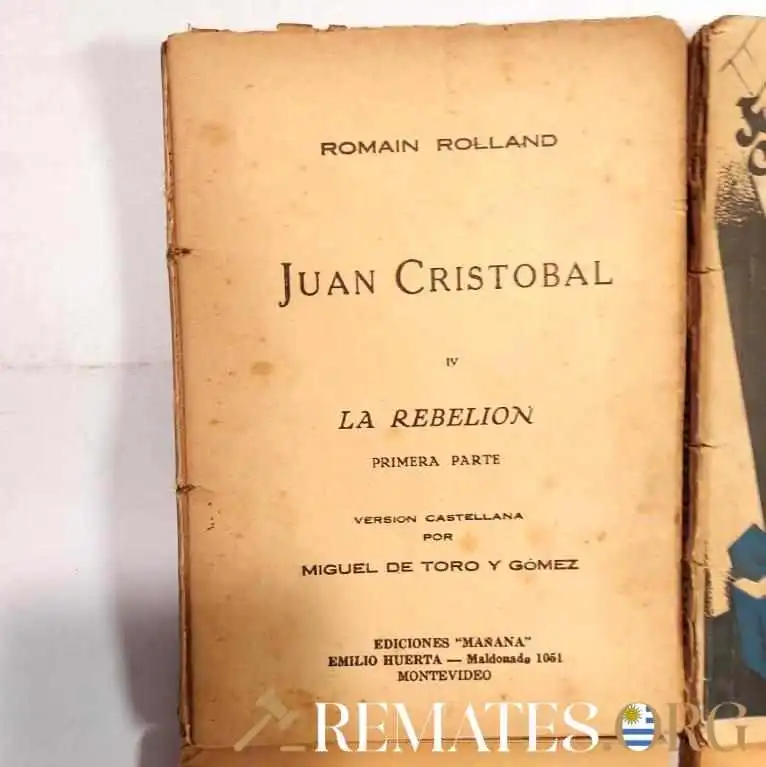 ROMAIN ROLLAND
JUAN CRISTOBAL
IV
LA REBELION
PRIMERA PARTE
VERSION CASTELLANA
POR
MIGUEL DE TORO Y GÓMEZ
EDICIONES "MAÑANA"
EMILIO HUERTA — Maldonado 1051
MONTEVIDEO
REMATES.ORG